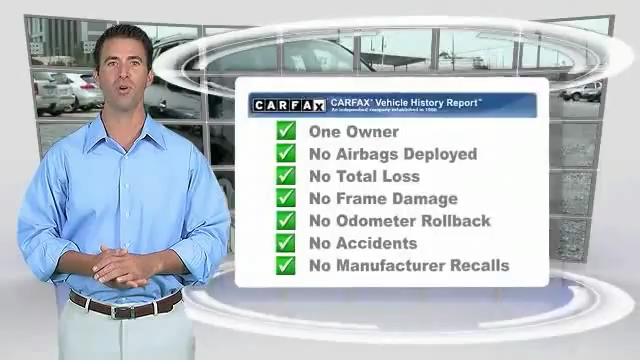 CARFAX CARFAX® Vehicle History Report™
An independent company established in 1986
One Owner
No Airbags Deployed
No Total Loss
No Frame Damage
No Odometer Rollback
No Accidents
No Manufacturer Recalls